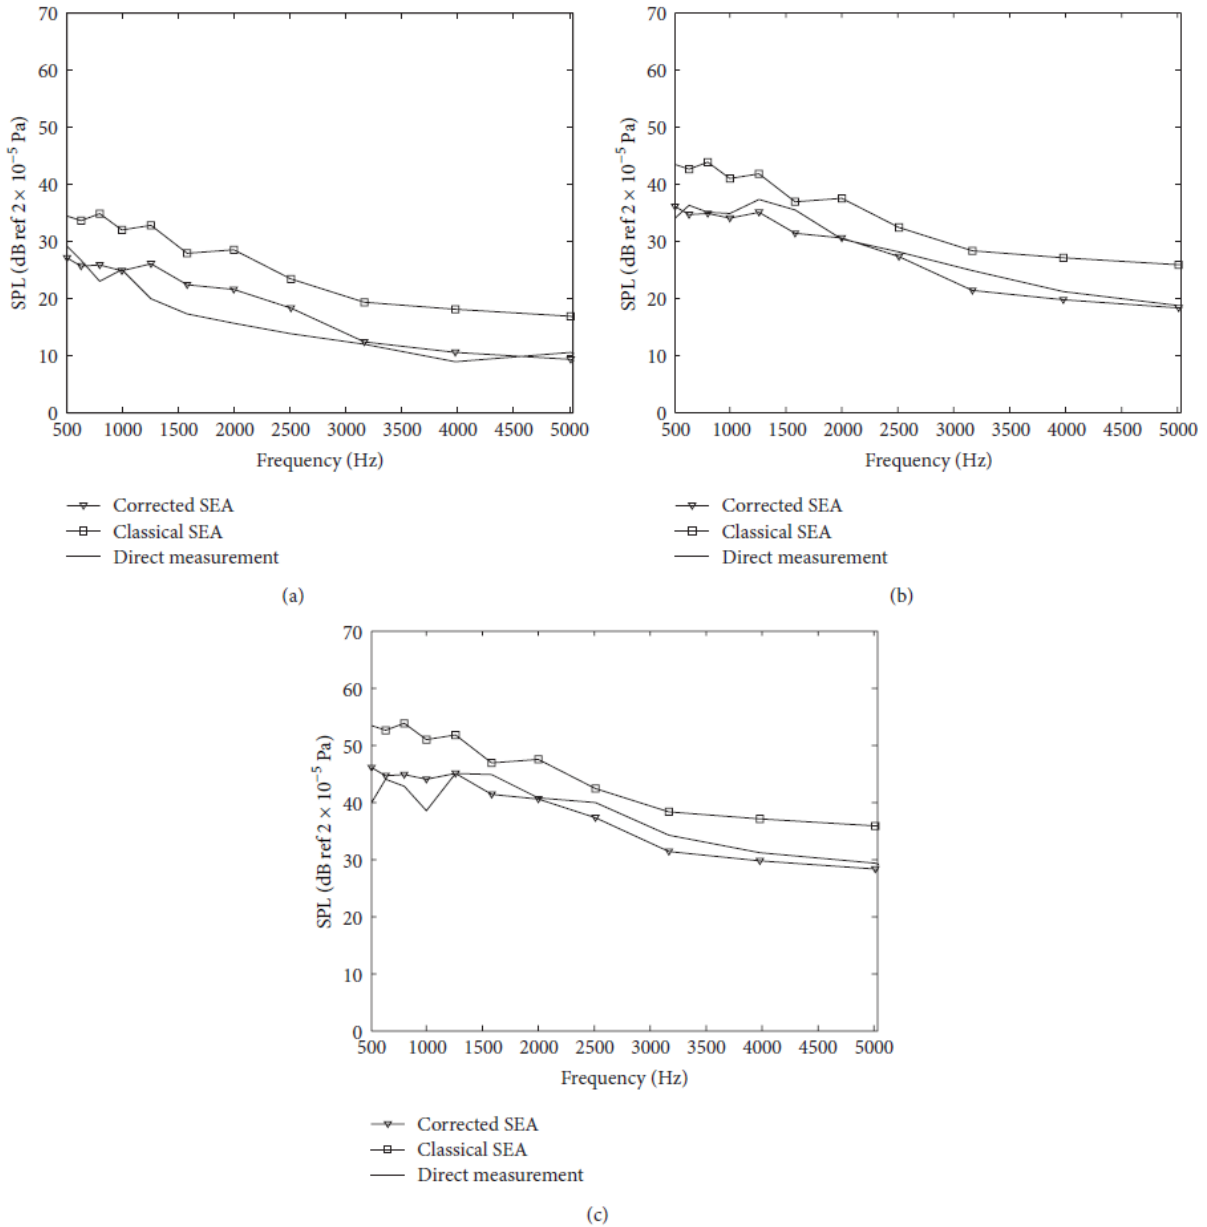 70
60
50
40
30
20
10
0
SPL (dB ref 2 × 10⁻⁵ Pa)
500 1000 1500 2000 2500 3000 3500 4000 4500 5000
Frequency (Hz)
Corrected SEA
Classical SEA
Direct measurement
(a)
70
60
50
40
30
20
10
0
SPL (dB ref 2 × 10⁻⁵ Pa)
500 1000 1500 2000 2500 3000 3500 4000 4500 5000
Frequency (Hz)
Corrected SEA
Classical SEA
Direct measurement
(b)
70
60
50
40
30
20
10
0
SPL (dB ref 2 × 10⁻⁵ Pa)
500 1000 1500 2000 2500 3000 3500 4000 4500 5000
Frequency (Hz)
Corrected SEA
Classical SEA
Direct measurement
(c)